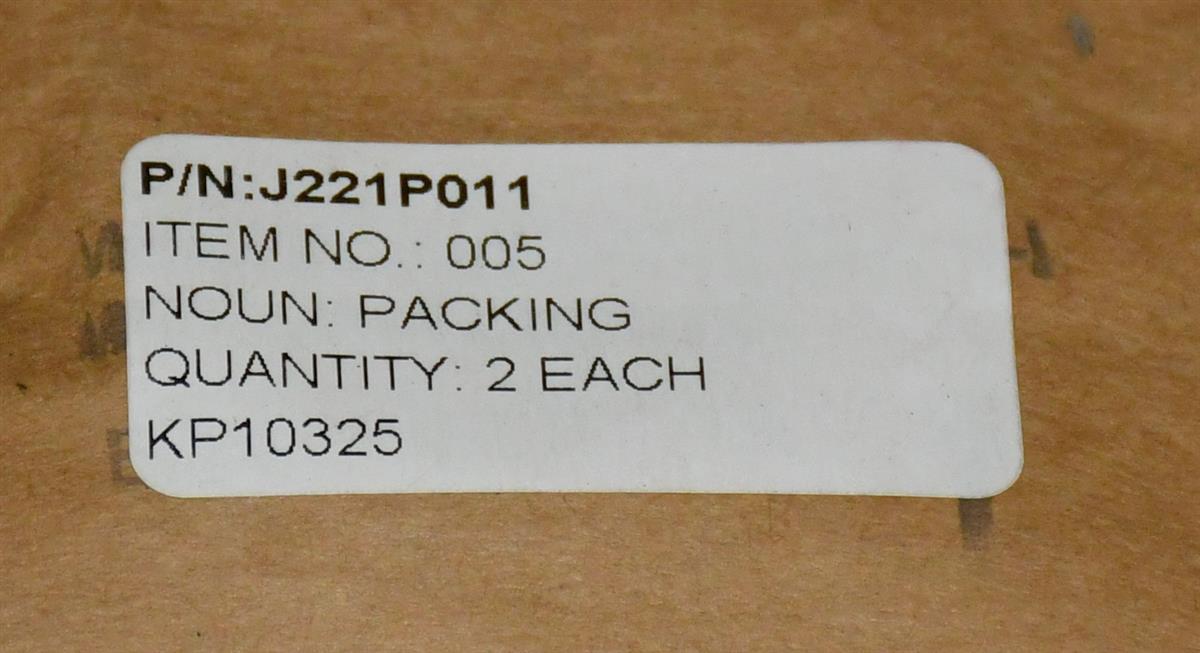 P/N:J221P011
ITEM NO.: 005
NOUN: PACKING
QUANTITY: 2 EACH
KP10325